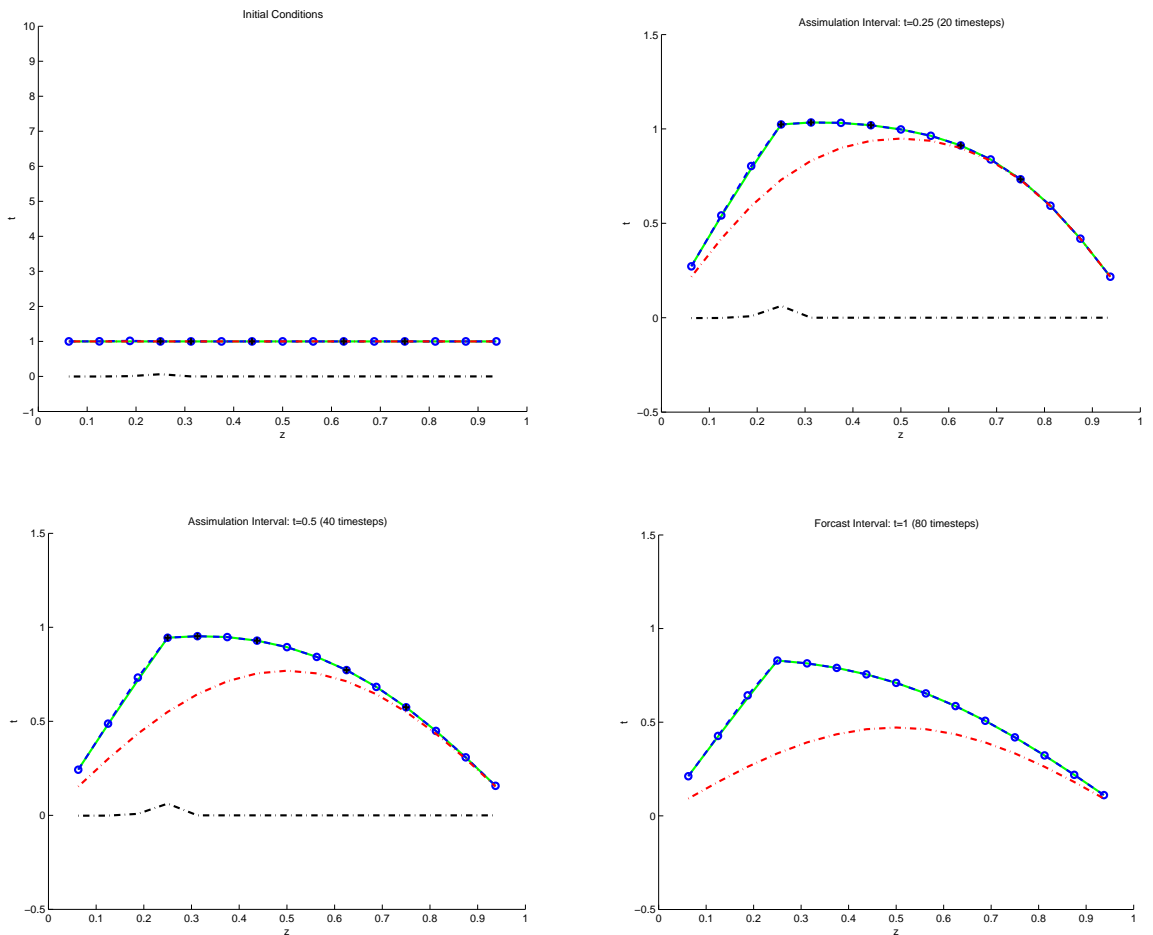 Initial Conditions
10
9
8
7
6
5
4
3
2
1
0
−1
t
0 0.1 0.2 0.3 0.4 0.5 0.6 0.7 0.8 0.9 1
z
Assimulation Interval: t=0.25 (20 timesteps)
1.5
1
0.5
0
−0.5
t
0 0.1 0.2 0.3 0.4 0.5 0.6 0.7 0.8 0.9 1
z
Assimulation Interval: t=0.5 (40 timesteps)
1.5
1
0.5
0
−0.5
t
0 0.1 0.2 0.3 0.4 0.5 0.6 0.7 0.8 0.9 1
z
Forcast Interval: t=1 (80 timesteps)
1.5
1
0.5
0
−0.5
t
0 0.1 0.2 0.3 0.4 0.5 0.6 0.7 0.8 0.9 1
z